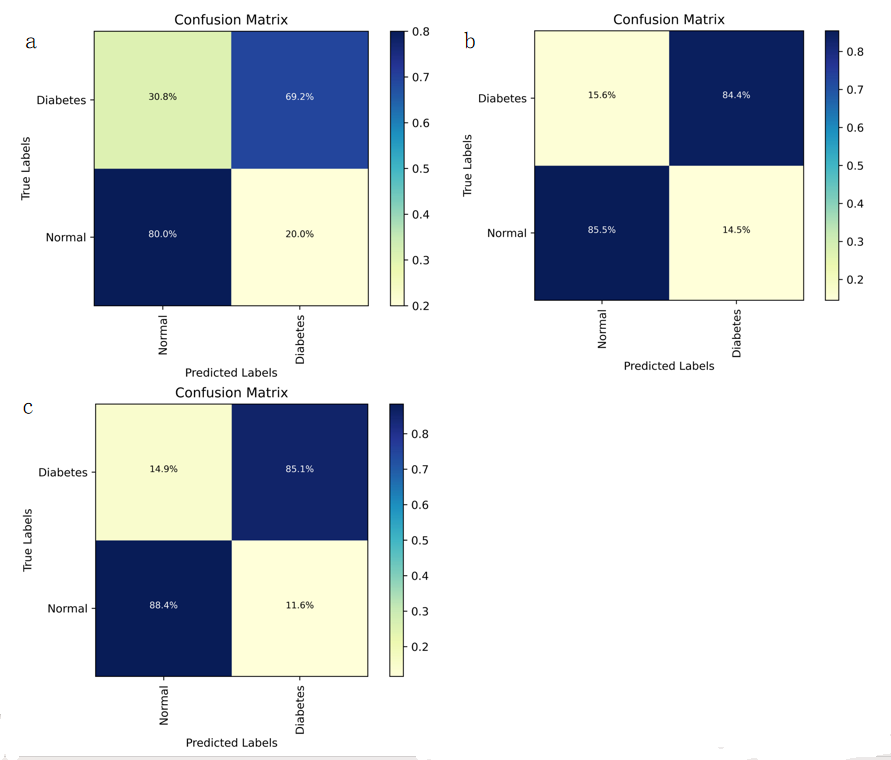 a
Confusion Matrix
True Labels
Diabetes
Normal
30.8%
69.2%
80.0%
20.0%
Normal
Diabetes
Predicted Labels
0.8
0.7
0.6
0.5
0.4
0.3
0.2
b
Confusion Matrix
True Labels
Diabetes
Normal
15.6%
84.4%
85.5%
14.5%
Normal
Diabetes
Predicted Labels
0.8
0.7
0.6
0.5
0.4
0.3
0.2
c
Confusion Matrix
True Labels
Diabetes
Normal
14.9%
85.1%
88.4%
11.6%
Normal
Diabetes
Predicted Labels
0.8
0.7
0.6
0.5
0.4
0.3
0.2